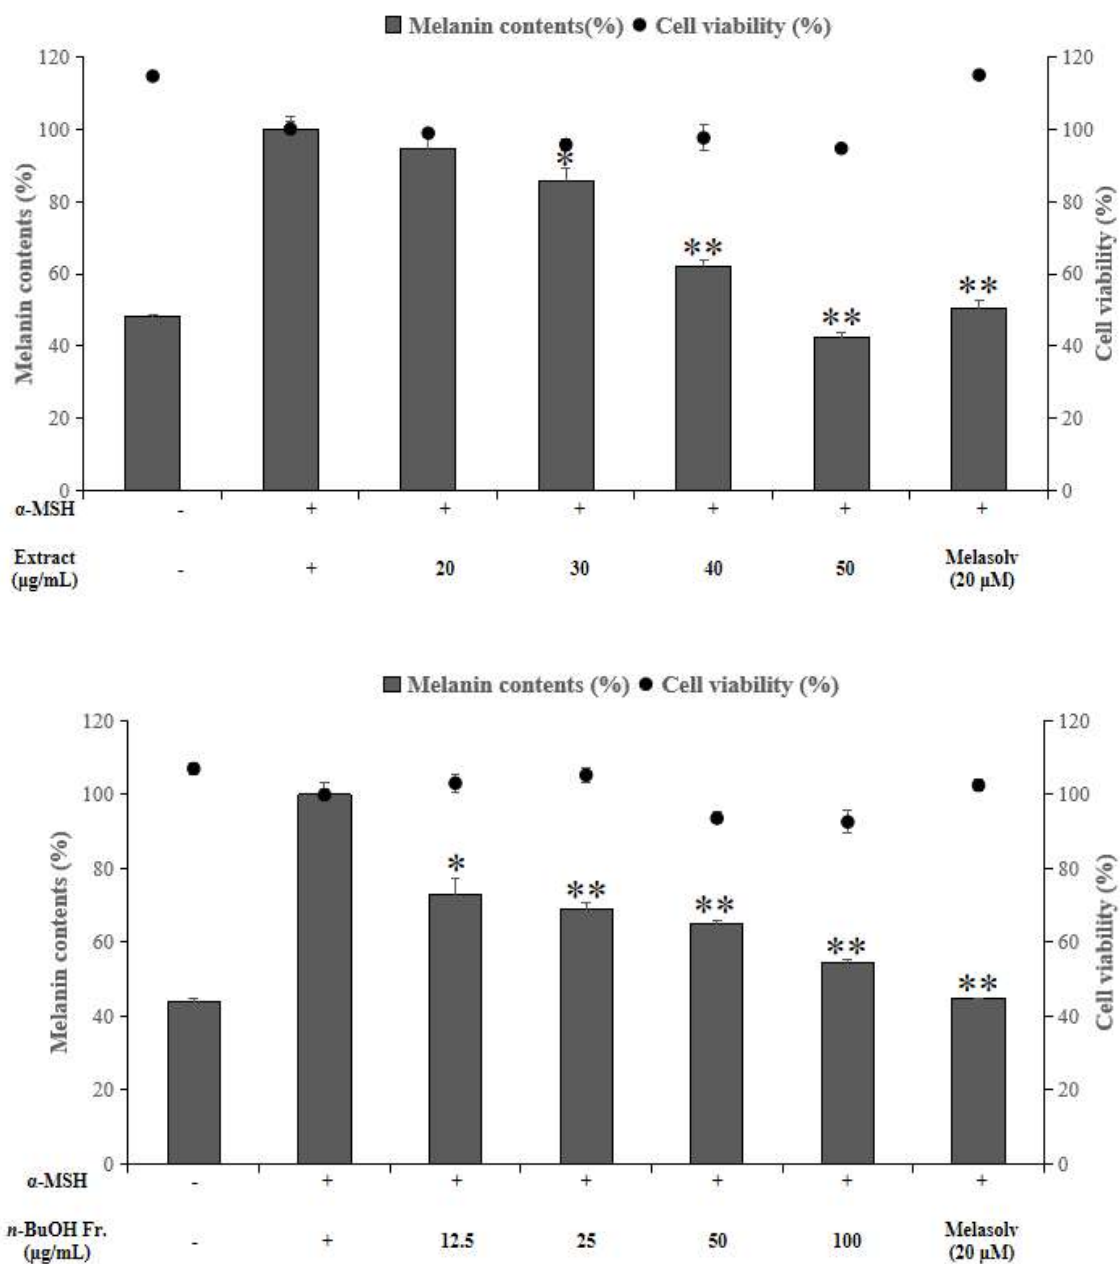 Melanin contents(%) Cell viability (%)
Melanin contents (%)
120
100
80
60
40
20
0
*
**
**
**
120
100
80
60
40
20
0
Cell viability (%)
α-MSH - + + + + + +
Extract
(μg/mL) - + 20 30 40 50 Melasolv
(20 μM)
Melanin contents (%) Cell viability (%)
Melanin contents (%)
120
100
80
60
40
20
0
*
**
**
**
**
120
100
80
60
40
20
0
Cell viability (%)
α-MSH - + + + + + +
n-BuOH Fr.
(μg/mL) - + 12.5 25 50 100 Melasolv
(20 μM)